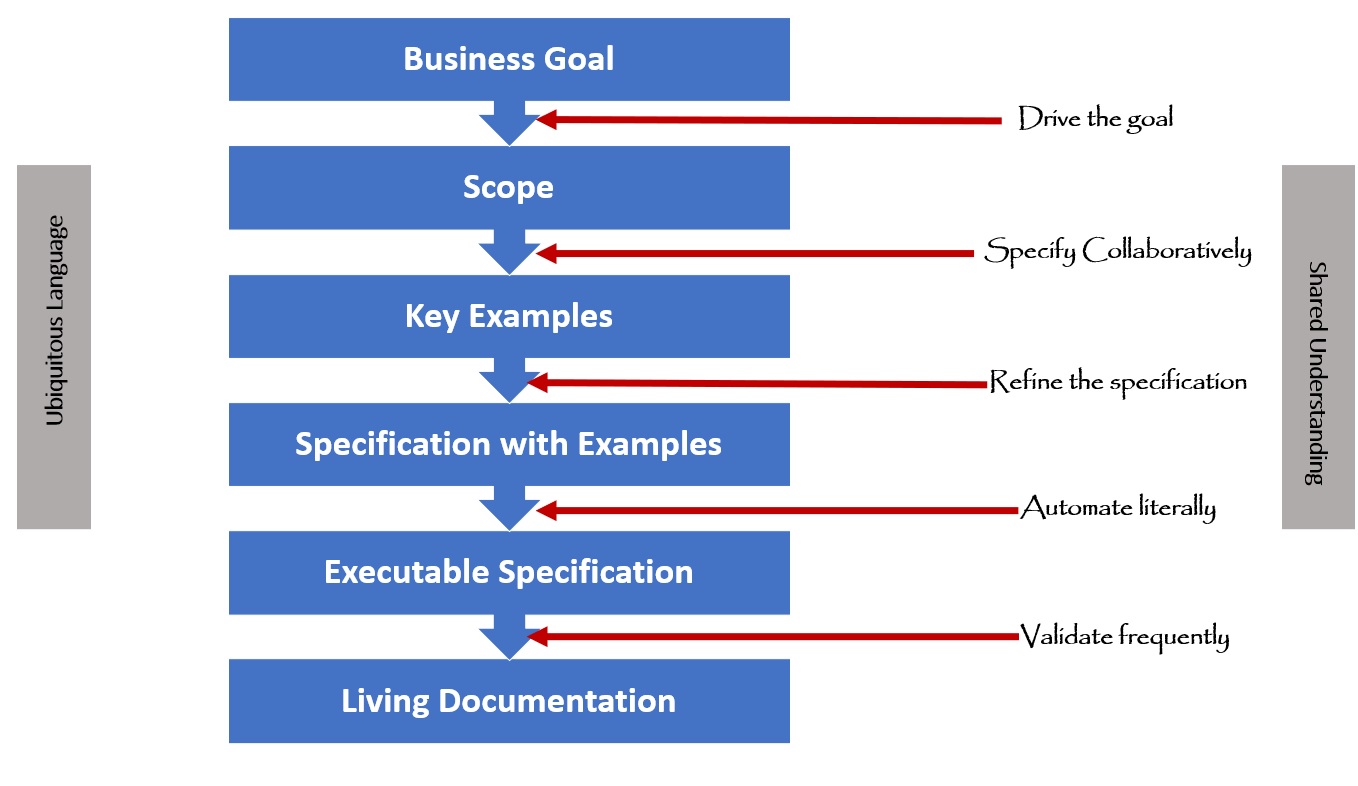 Business Goal
Drive the goal
Scope
Specify Collaboratively
Key Examples
Refine the specification
Specification with Examples
Automate literally
Executable Specification
Validate frequently
Living Documentation
Ubiquitous Language
Shared Understanding